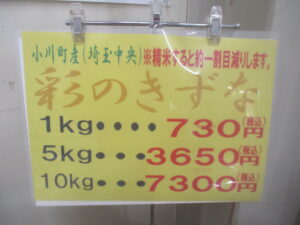 小川町産(埼玉中央) ※精米すると約一割目減りします。
彩のきずな
1kg・・・・730円(税込)
5kg・・・3650円(税込)
10kg・・・7300円(税込)